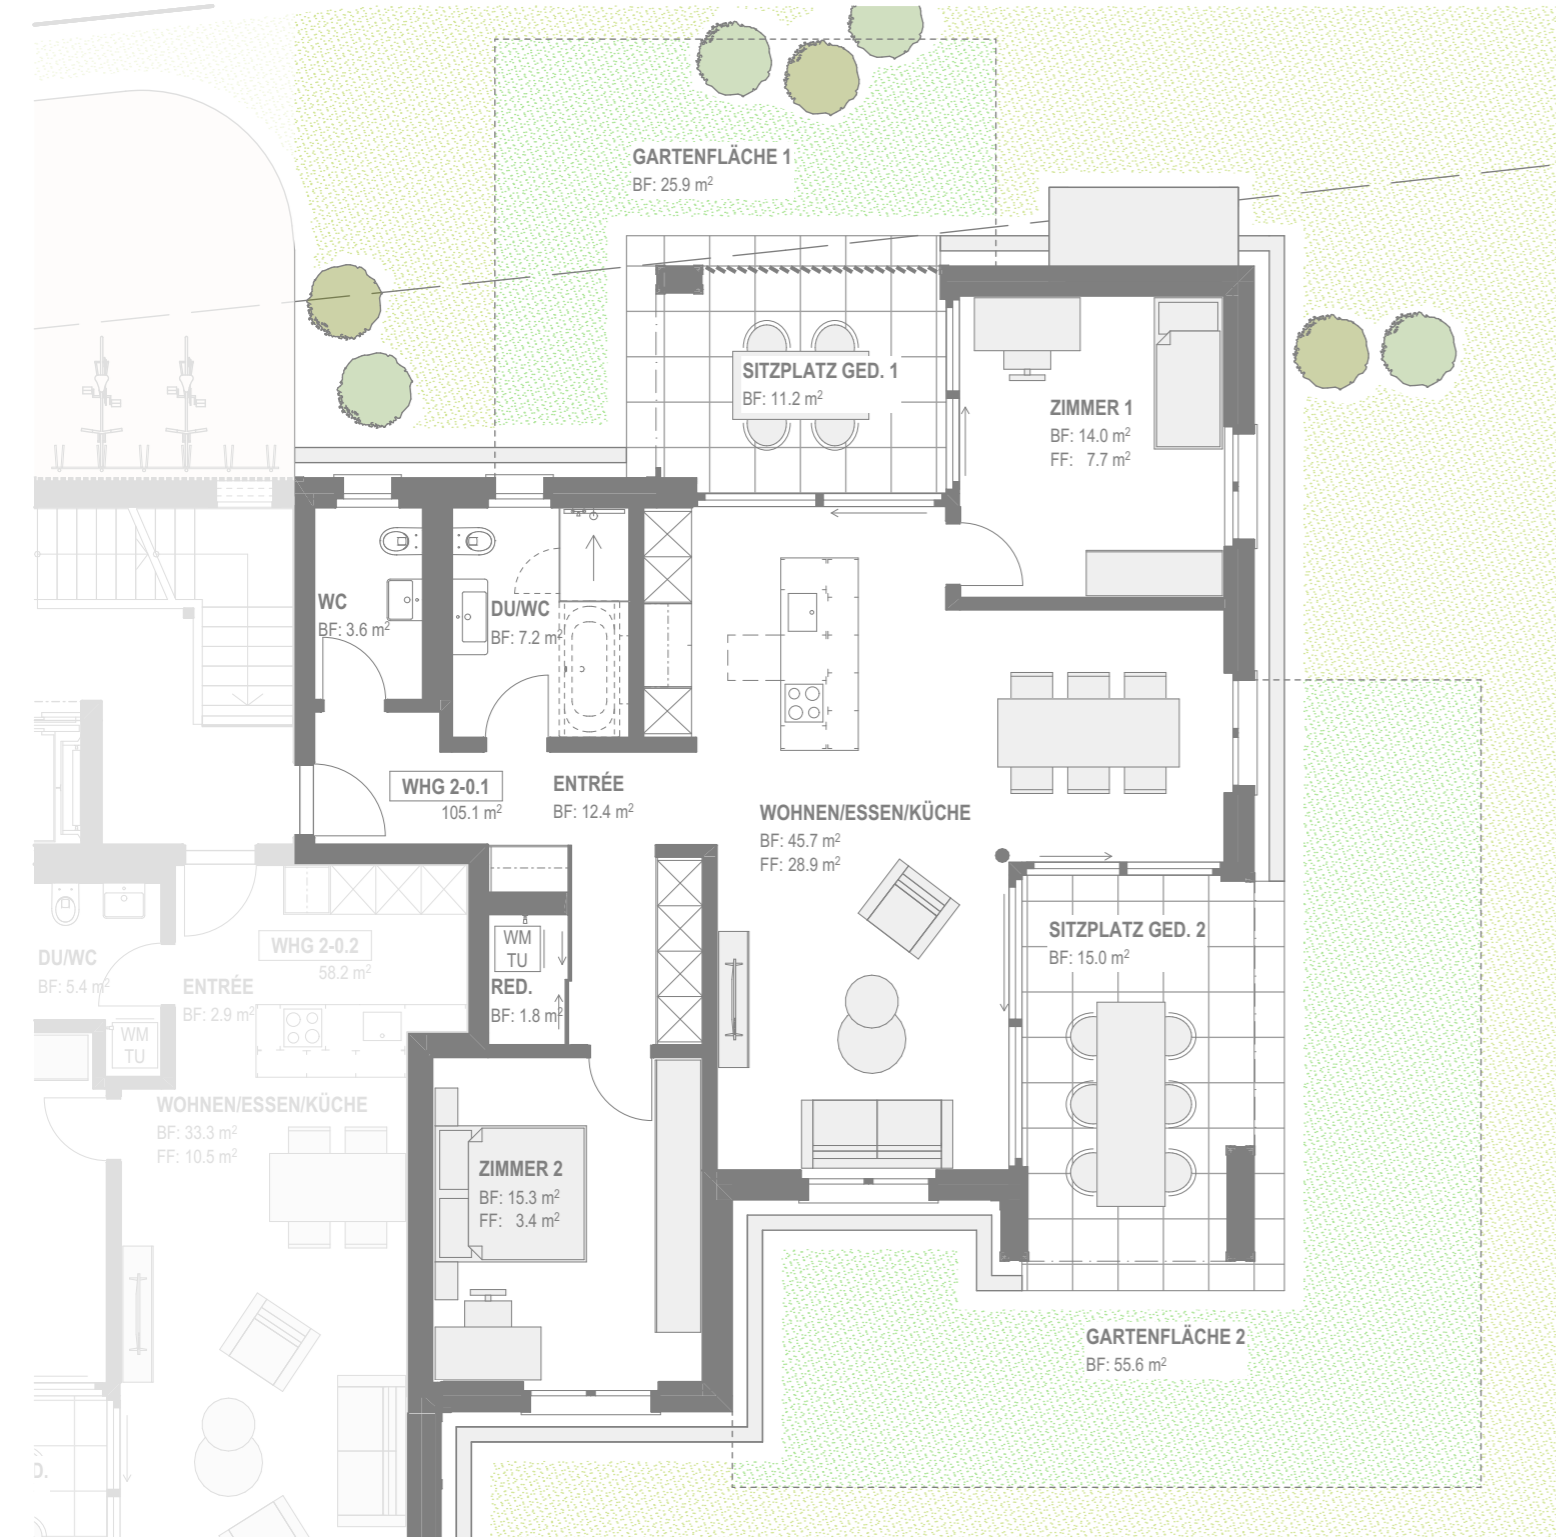 GARTENFLÄCHE 1
BF: 25.9 m²
SITZPLATZ GED. 1
BF: 11.2 m²
ZIMMER 1
BF: 14.0 m²
FF: 7.7 m²
WC
BF: 3.6 m²
DU/WC
BF: 7.2 m²
WHG 2-0.1
105.1 m²
ENTRÉE
BF: 12.4 m²
WOHNEN/ESSEN/KÜCHE
BF: 45.7 m²
FF: 28.9 m²
SITZPLATZ GED. 2
BF: 15.0 m²
WM
TU
RED.
BF: 1.8 m²
WHG 2-0.2
58.2 m²
DU/WC
BF: 5.4 m²
ENTRÉE
BF: 2.9 m²
WM
TU
WOHNEN/ESSEN/KÜCHE
BF: 33.3 m²
FF: 10.5 m²
ZIMMER 2
BF: 15.3 m²
FF: 3.4 m²
GARTENFLÄCHE 2
BF: 55.6 m²
D.